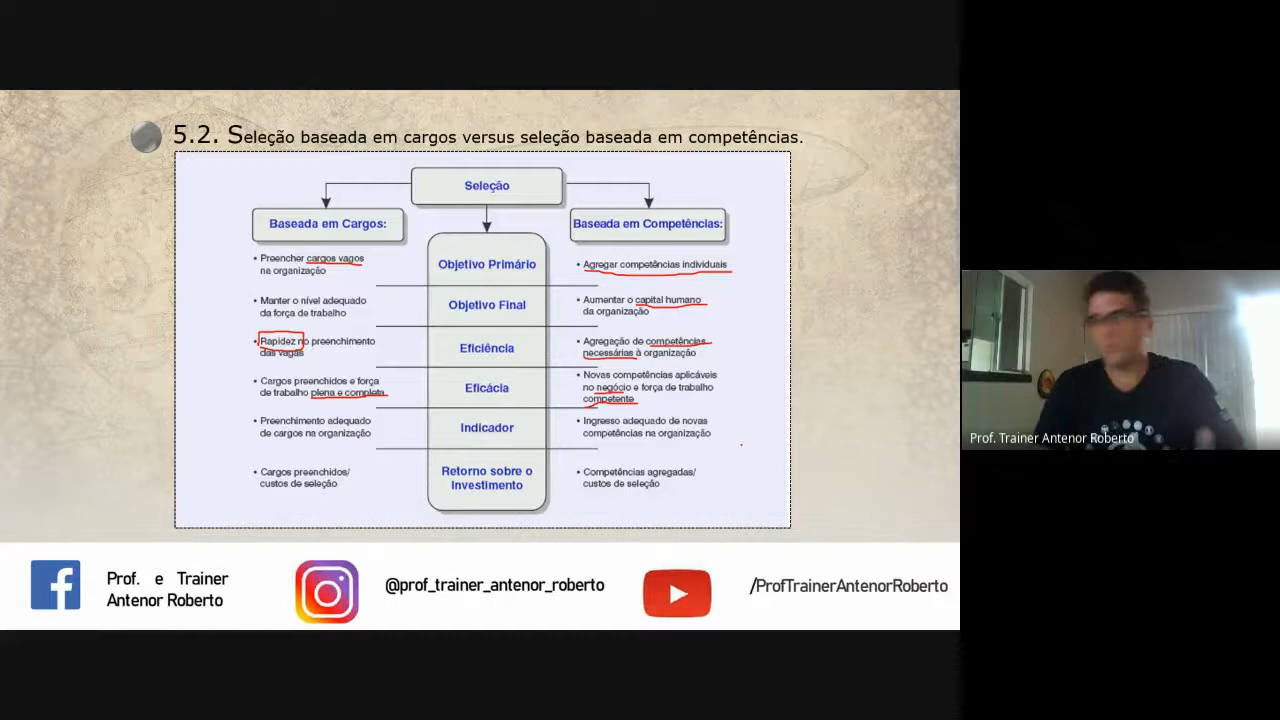 5.2. Seleção baseada em cargos versus seleção baseada em competências.
Seleção
Baseada em Cargos:
Baseada em Competências:
• Preencher cargos vagos
na organização
Objetivo Primário
• Agregar competências individuais
• Manter o nível adequado
da força de trabalho
Objetivo Final
• Aumentar o capital humano
da organização
• Rapidez no preenchimento
das vagas
Eficiência
• Agregação de competências
necessárias à organização
• Cargos preenchidos e força
de trabalho plena e completa
Eficácia
• Novas competências aplicáveis
no negócio e força de trabalho
competente
• Preenchimento adequado
de cargos na organização
Indicador
• Ingresso adequado de novas
competências na organização
• Cargos preenchidos/
custos de seleção
Retorno sobre o
Investimento
• Competências agregadas/
custos de seleção
Prof. e Trainer
Antenor Roberto
@prof_trainer_antenor_roberto
/ProfTrainerAntenorRoberto
Prof. Trainer Antenor Roberto